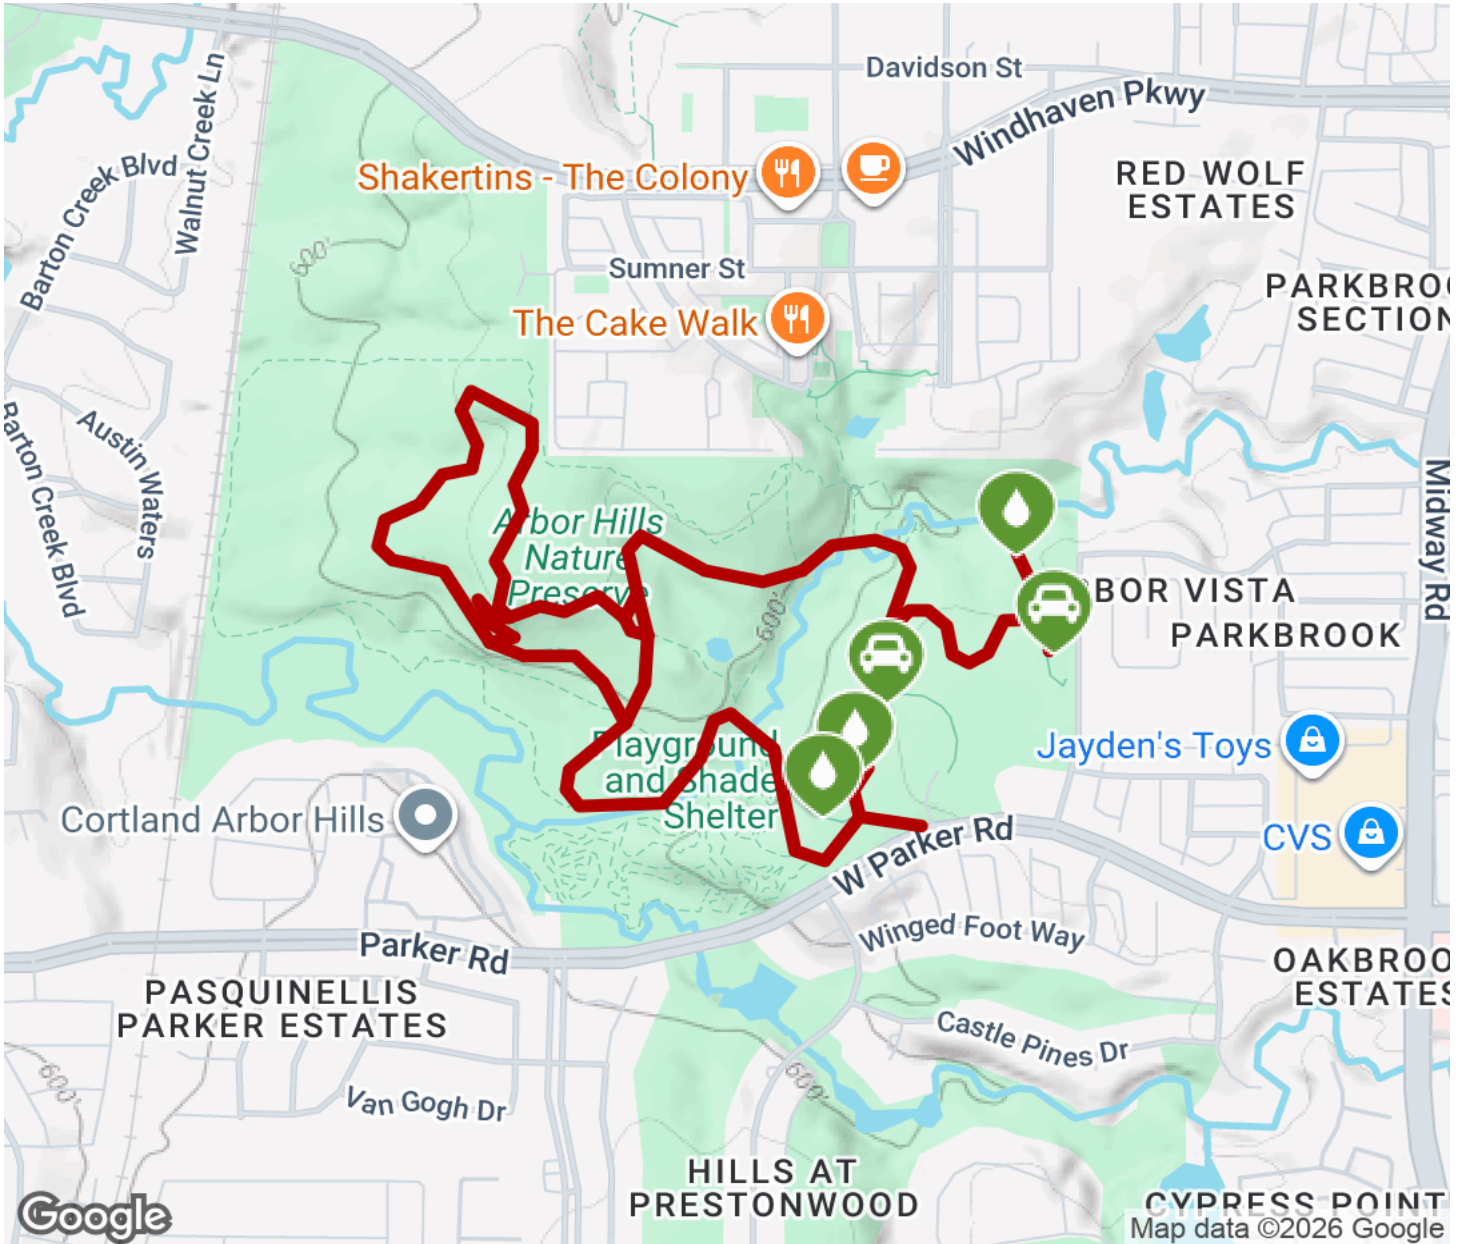 Davidson St
Windhaven Pkwy
Walnut Creek Ln
Barton Creek Blvd
Shakertins - The Colony
RED WOLF
ESTATES
600'
Sumner St
PARKBROO
SECTION
The Cake Walk
Austin Waters
Barton Creek Blvd
Midway Rd
Arbor Hills
Nature
Preserve
600'
BOR VISTA
PARKBROOK
Playground
and Shade
Shelter
Jayden's Toys
Cortland Arbor Hills
CVS
W Parker Rd
Winged Foot Way
Parker Rd
OAKBROO
ESTATES
PASQUINELLIS
PARKER ESTATES
Castle Pines Dr
600'
600'
Van Gogh Dr
HILLS AT
PRESTONWOOD
CYPRESS POINT
Google
Map data ©2026 Google